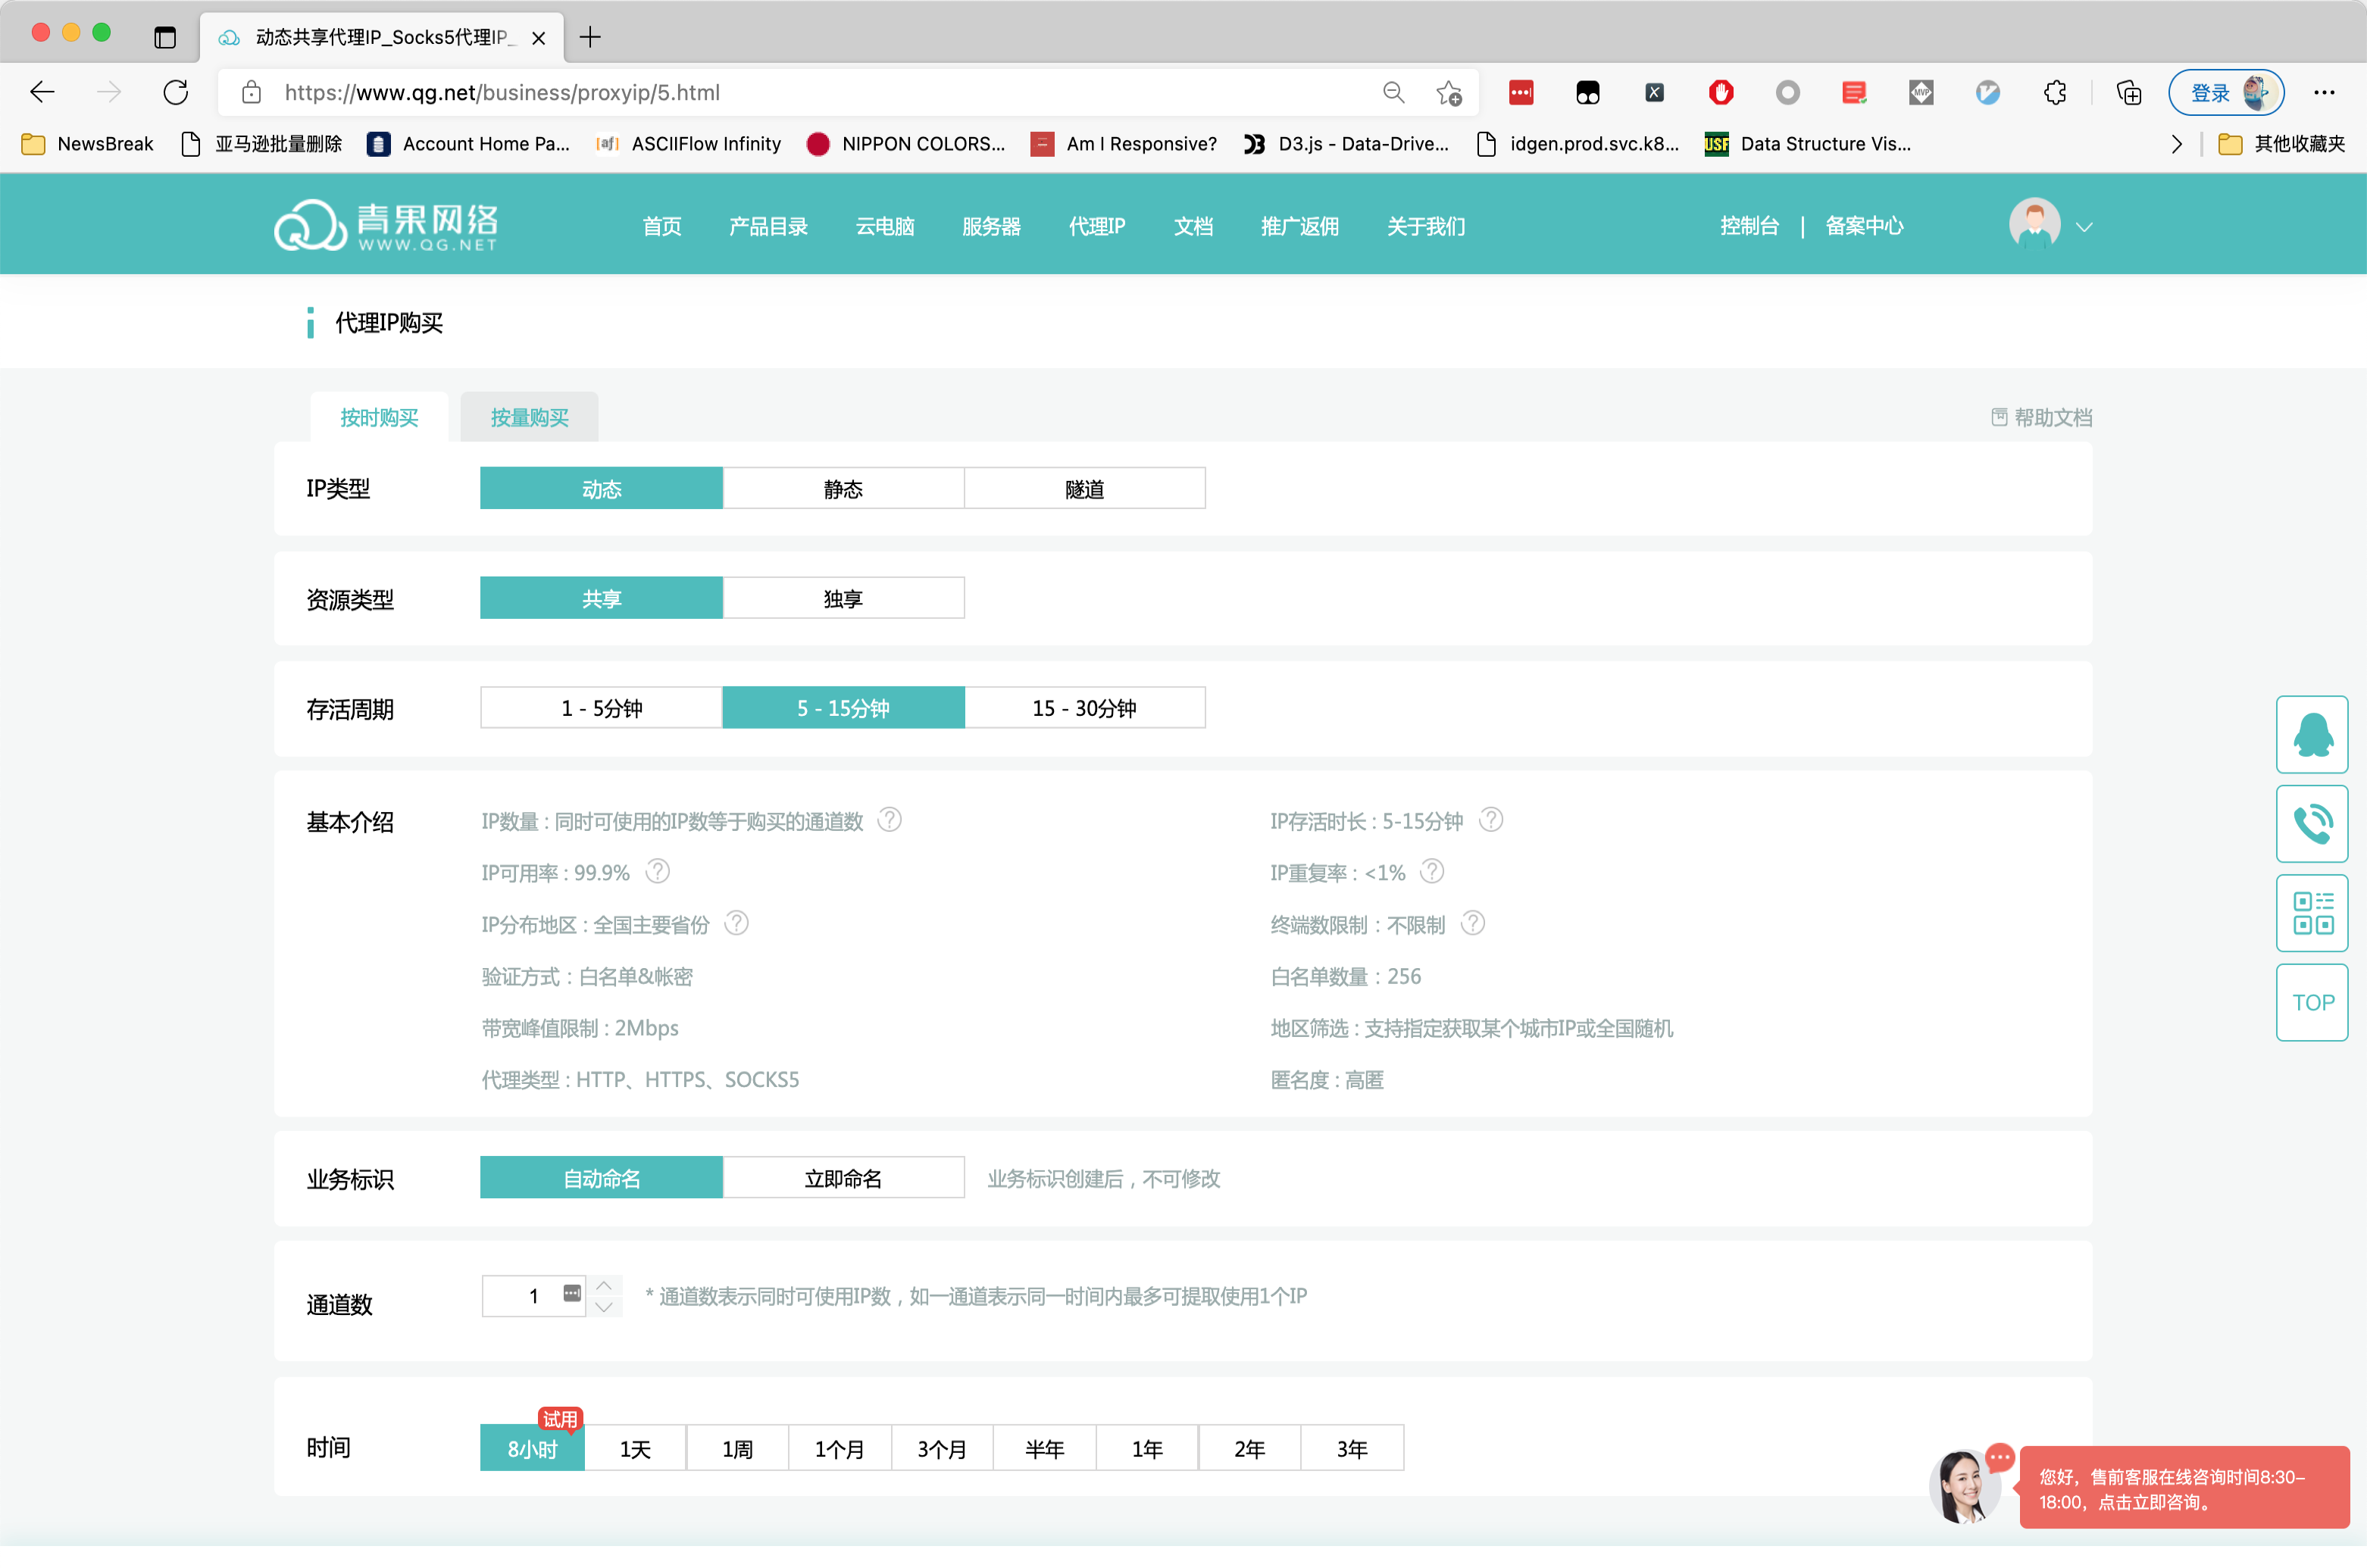 动态共享代理IP_Socks5代理IP_
https://www.qg.net/business/proxyip/5.html
登录
NewsBreak 亚马逊批量删除 Account Home Pa... ASCIIFlow Infinity NIPPON COLORS... Am I Responsive? D3.js - Data-Drive... idgen.prod.svc.k8... Data Structure Vis... 其他收藏夹
青果网络
WWW.QG.NET
首页 产品目录 云电脑 服务器 代理IP 文档 推广返佣 关于我们 控制台 | 备案中心
代理IP购买
按时购买 按量购买 帮助文档
IP类型 动态 静态 隧道
资源类型 共享 独享
存活周期 1 - 5分钟 5 - 15分钟 15 - 30分钟
基本介绍 IP数量 : 同时可使用的IP数等于购买的通道数 IP存活时长 : 5-15分钟
IP可用率 : 99.9% IP重复率 : <1%
IP分布地区 : 全国主要省份 终端数限制 : 不限制
验证方式 : 白名单&帐密 白名单数量 : 256
带宽峰值限制 : 2Mbps 地区筛选 : 支持指定获取某个城市IP或全国随机
代理类型 : HTTP、HTTPS、SOCKS5 匿名度 : 高匿
TOP
业务标识 自动命名 立即命名 业务标识创建后，不可修改
通道数 1 * 通道数表示同时可使用IP数，如一通道表示同一时间内最多可提取使用1个IP
试用
时间 8小时 1天 1周 1个月 3个月 半年 1年 2年 3年
您好，售前客服在线咨询时间8:30-
18:00，点击立即咨询。